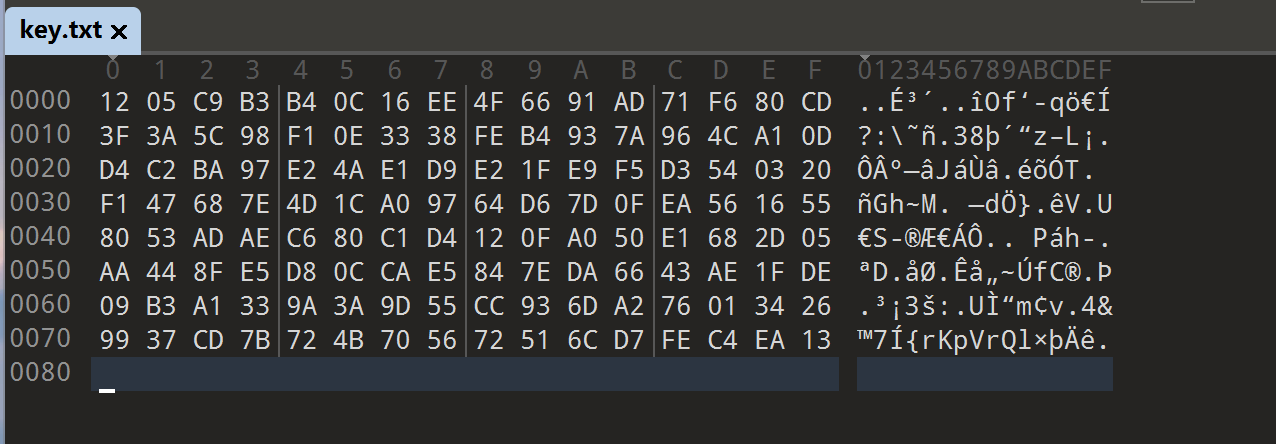 key.txt ×
0 1 2 3 4 5 6 7 8 9 A B C D E F 0123456789ABCDEF
0000 12 05 C9 B3 B4 0C 16 EE 4F 66 91 AD 71 F6 80 CD ..É³´..îOf‘-qö€Í
0010 3F 3A 5C 98 F1 0E 33 38 FE B4 93 7A 96 4C A1 0D ?:\˜ñ.38þ´“z–L¡.
0020 D4 C2 BA 97 E2 4A E1 D9 E2 1F E9 F5 D3 54 03 20 ÔÂº—âJáÙâ.éõÓT.
0030 F1 47 68 7E 4D 1C A0 97 64 D6 7D 0F EA 56 16 55 ñGh~M. —dÖ}.êV.U
0040 80 53 AD AE C6 80 C1 D4 12 0F A0 50 E1 68 2D 05 €S-®Æ€ÁÔ.. Páh-.
0050 AA 44 8F E5 D8 0C CA E5 84 7E DA 66 43 AE 1F DE ªD.åØ.Êå„~ÚfC®.Þ
0060 09 B3 A1 33 9A 3A 9D 55 CC 93 6D A2 76 01 34 26 .³¡3š:.UÌ“m¢v.4&
0070 99 37 CD 7B 72 4B 70 56 72 51 6C D7 FE C4 EA 13 ™7Í{rKpVrQl×þÄê.
0080